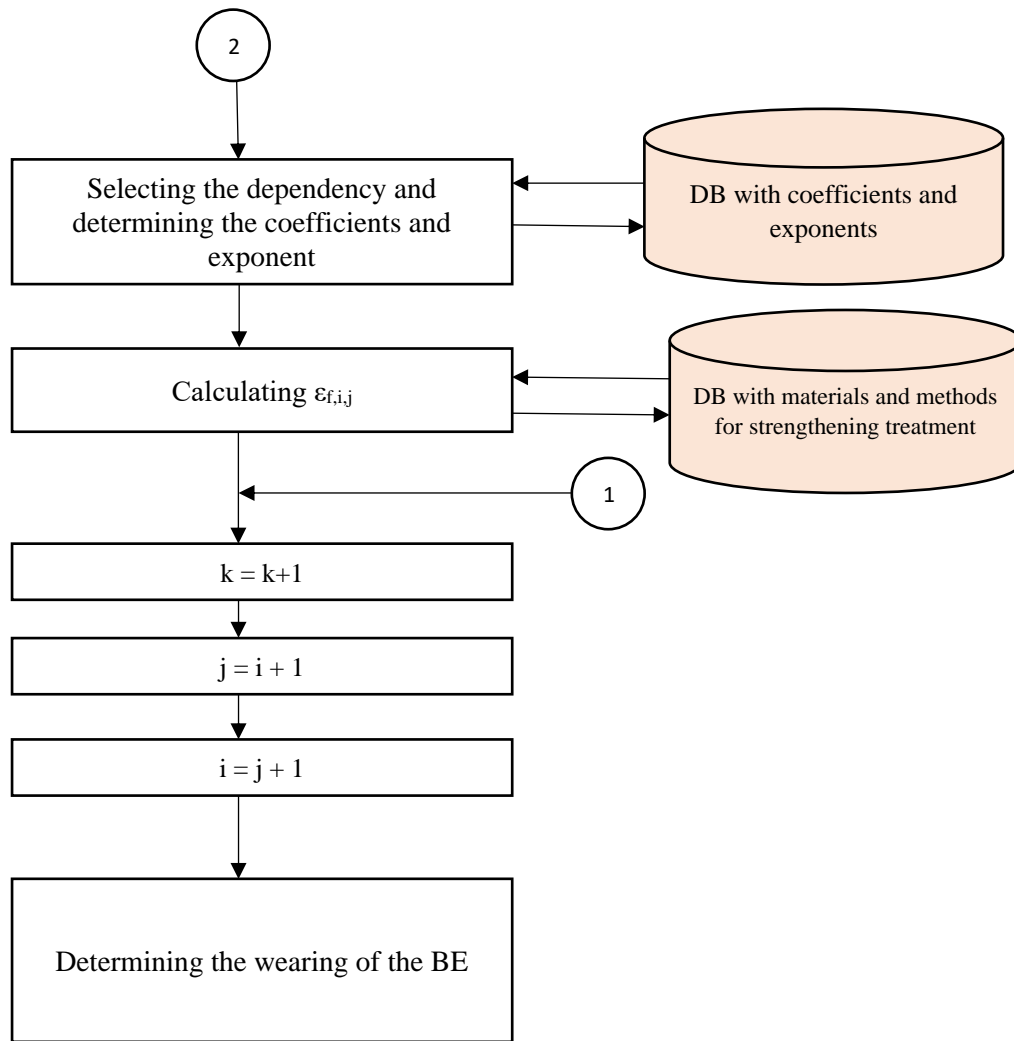 2
Selecting the dependency and
determining the coefficients and
exponent
DB with coefficients and
exponents
Calculating εf,i,j
DB with materials and methods
for strengthening treatment
1
k = k+1
j = i + 1
i = j + 1
Determining the wearing of the BE